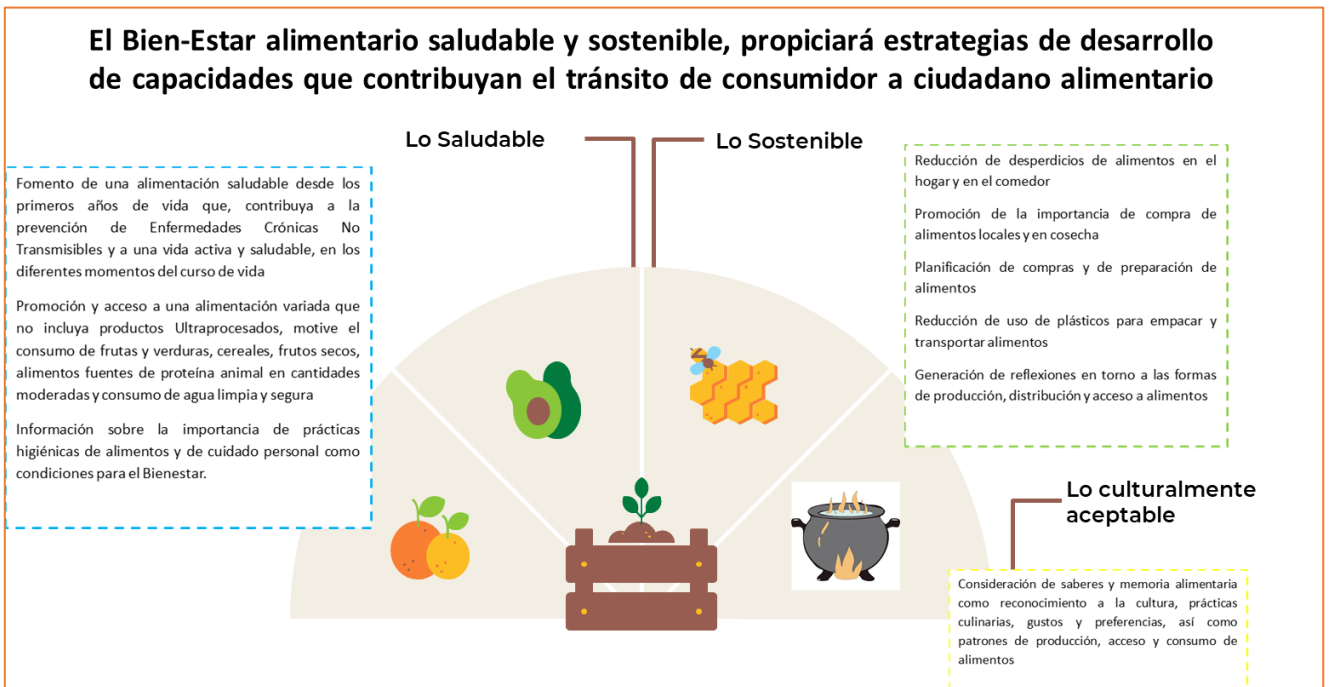 El Bien-Estar alimentario saludable y sostenible, propiciará estrategias de desarrollo
de capacidades que contribuyan el tránsito de consumidor a ciudadano alimentario
Lo Saludable
Fomento de una alimentación saludable desde los
primeros años de vida que, contribuya a la
prevención de Enfermedades Crónicas No
Transmisibles y a una vida activa y saludable, en los
diferentes momentos del curso de vida
Promoción y acceso a una alimentación variada que
no incluya productos Ultraprocesados, motive el
consumo de frutas y verduras, cereales, frutos secos,
alimentos fuentes de proteína animal en cantidades
moderadas y consumo de agua limpia y segura
Información sobre la importancia de prácticas
higiénicas de alimentos y de cuidado personal como
condiciones para el Bienestar.
Lo Sostenible
Reducción de desperdicios de alimentos en el
hogar y en el comedor
Promoción de la importancia de compra de
alimentos locales y en cosecha
Planificación de compras y de preparación de
alimentos
Reducción de uso de plásticos para empacar y
transportar alimentos
Generación de reflexiones en torno a las formas
de producción, distribución y acceso a alimentos
Lo culturalmente
aceptable
Consideración de saberes y memoria alimentaria
como reconocimiento a la cultura, prácticas
culinarias, gustos y preferencias, así como
patrones de producción, acceso y consumo de
alimentos